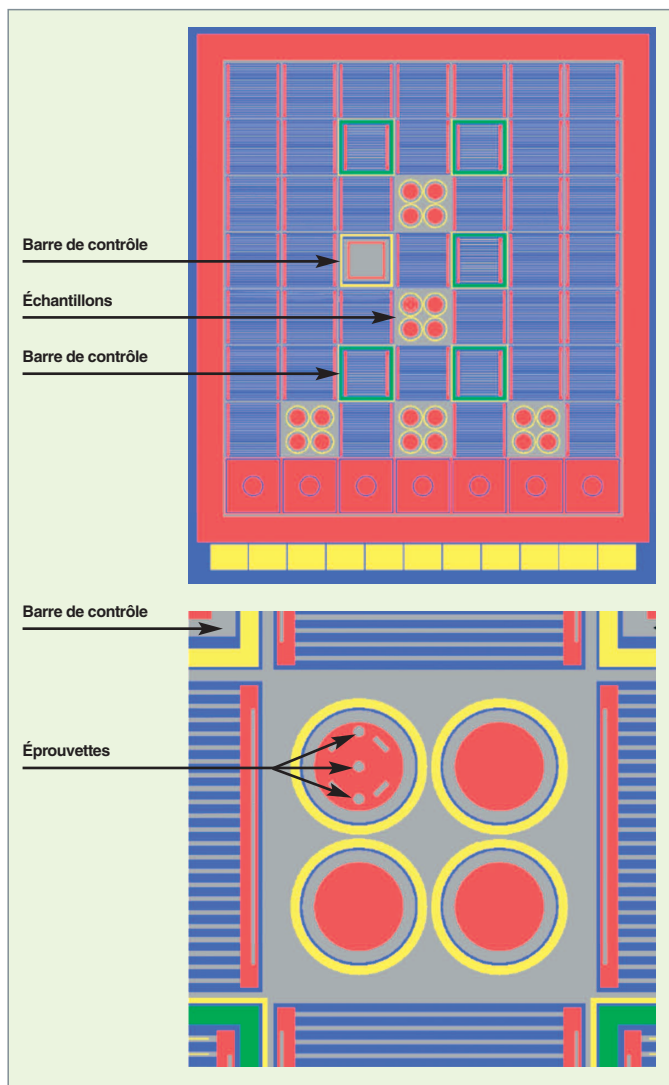 Barre de contrôle
Échantillons
Barre de contrôle
Barre de contrôle
Éprouvettes